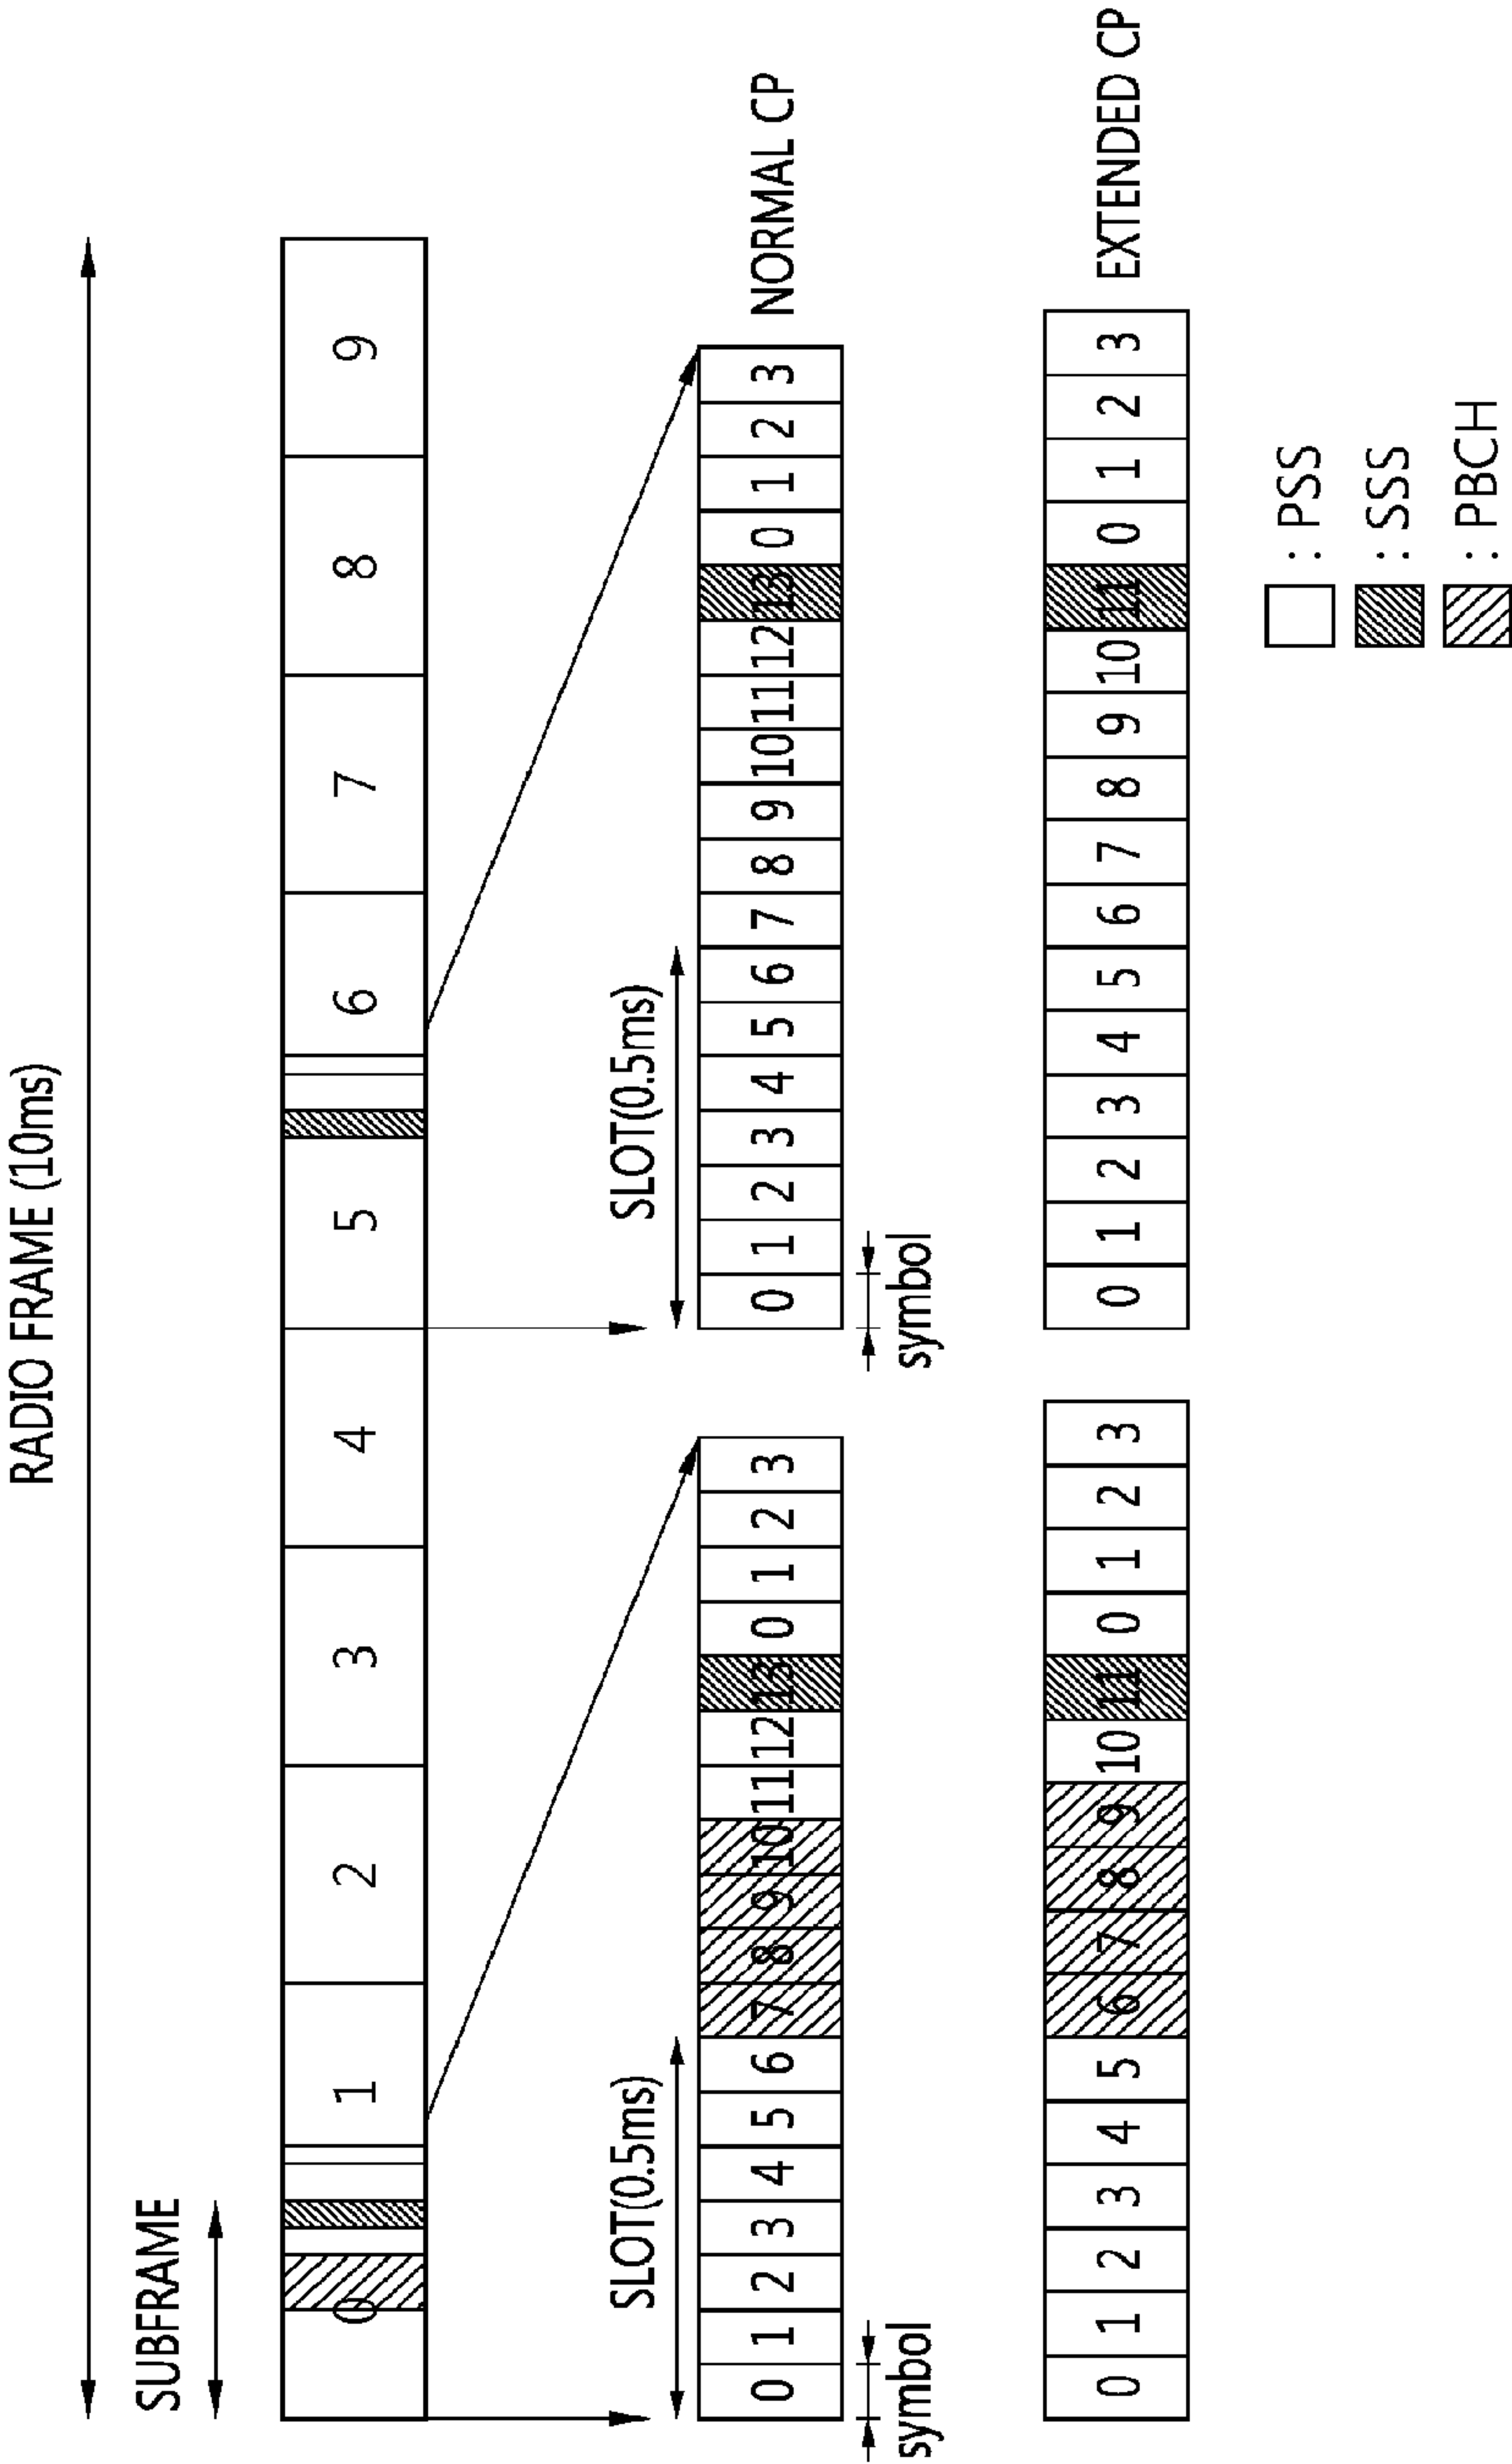 RADIO FRAME (10ms)
SUBFRAME
0 1 2 3 4 5 6 7 8 9
SLOT(0.5ms) SLOT(0.5ms)
0 1 2 3 4 5 6 7 8 9 10 11 12 13 0 1 2 3 0 1 2 3 4 5 6 7 8 9 10 11 12 13 0 1 2 3 NORMAL CP
symbol symbol
0 1 2 3 4 5 6 7 8 9 10 11 0 1 2 3 0 1 2 3 4 5 6 7 8 9 10 11 0 1 2 3 EXTENDED CP
: PSS
: SSS
: PBCH